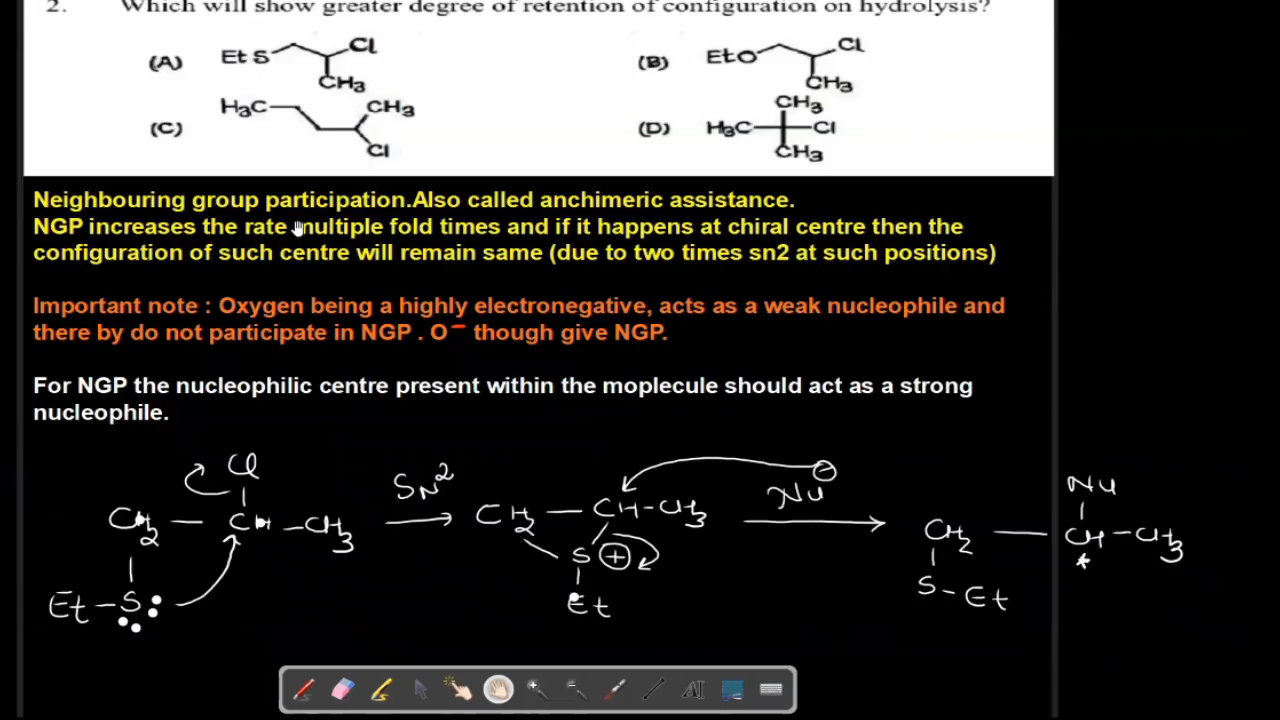 2. Which will show greater degree of retention of configuration on hydrolysis?
(A) EtS Cl CH3
(B) EtO Cl CH3
(C) H3C CH3 Cl
(D) CH3 H3C Cl CH3
Neighbouring group participation.Also called anchimeric assistance.
NGP increases the rate multiple fold times and if it happens at chiral centre then the
configuration of such centre will remain same (due to two times sn2 at such positions)
Important note : Oxygen being a highly electronegative, acts as a weak nucleophile and
there by do not participate in NGP . O⁻ though give NGP.
For NGP the nucleophilic centre present within the moplecule should act as a strong
nucleophile.
Cl
CH2 — CH — CH3
Et — S
SN2
CH2 — CH - CH3
S +
Et
Nu⁻
Nu
CH2 — CH - CH3
*
S - Et
AI